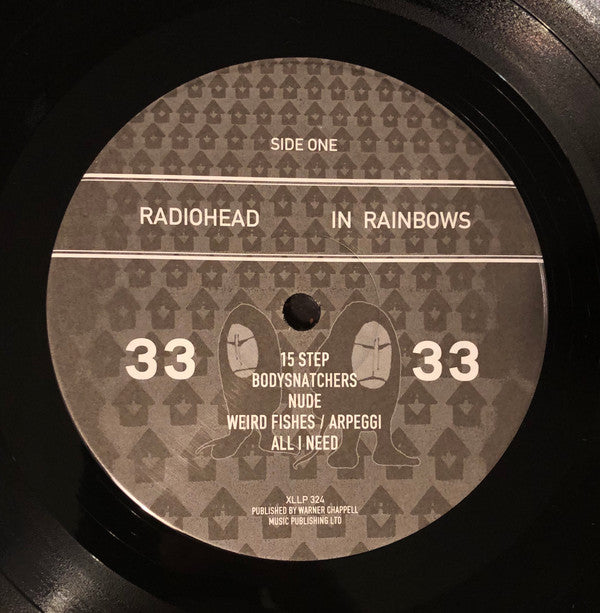 SIDE ONE
RADIOHEAD IN RAINBOWS
33 33
15 STEP
BODYSNATCHERS
NUDE
WEIRD FISHES / ARPEGGI
ALL I NEED
XLLP 324
PUBLISHED BY WARNER CHAPPELL
MUSIC PUBLISHING LTD